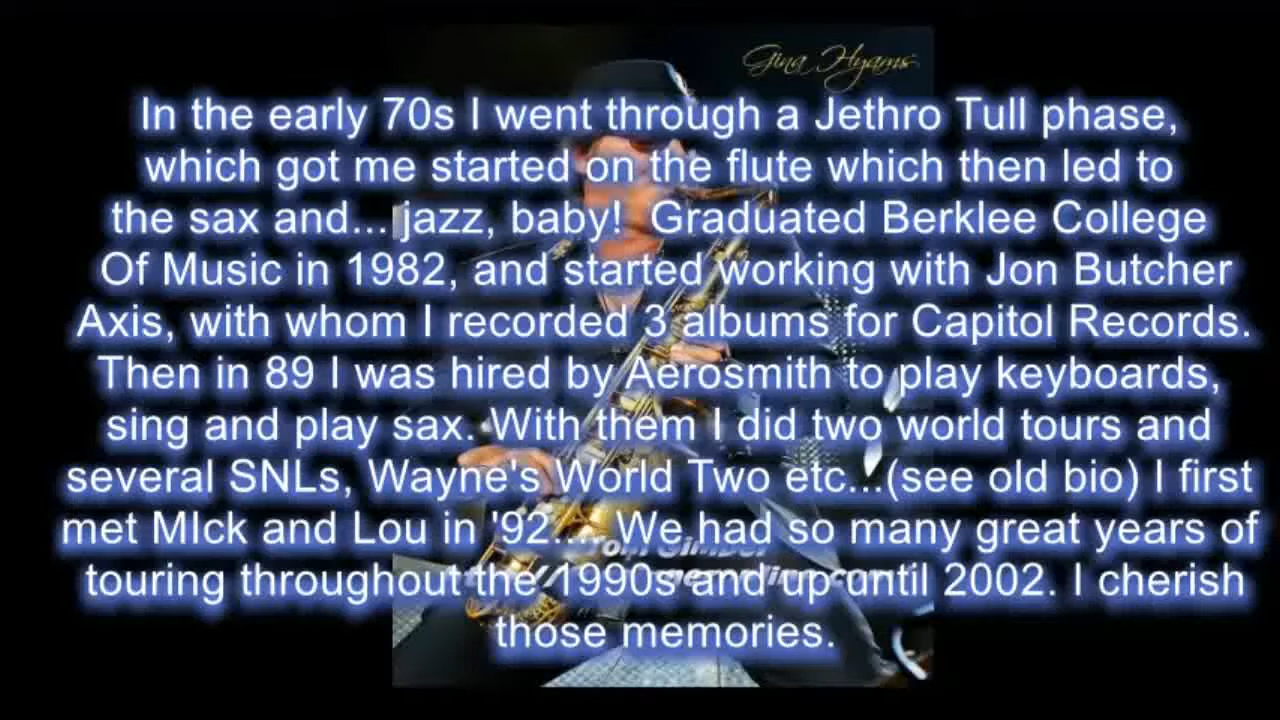 Gina Hyams
In the early 70s I went through a Jethro Tull phase,
which got me started on the flute which then led to
the sax and... jazz, baby!  Graduated Berklee College
Of Music in 1982, and started working with Jon Butcher
Axis, with whom I recorded 3 albums for Capitol Records.
Then in 89 I was hired by Aerosmith to play keyboards,
sing and play sax. With them I did two world tours and
several SNLs, Wayne's World Two etc...(see old bio) I first
met MIck and Lou in '92.... We had so many great years of
touring throughout the 1990s and up until 2002. I cherish
those memories.